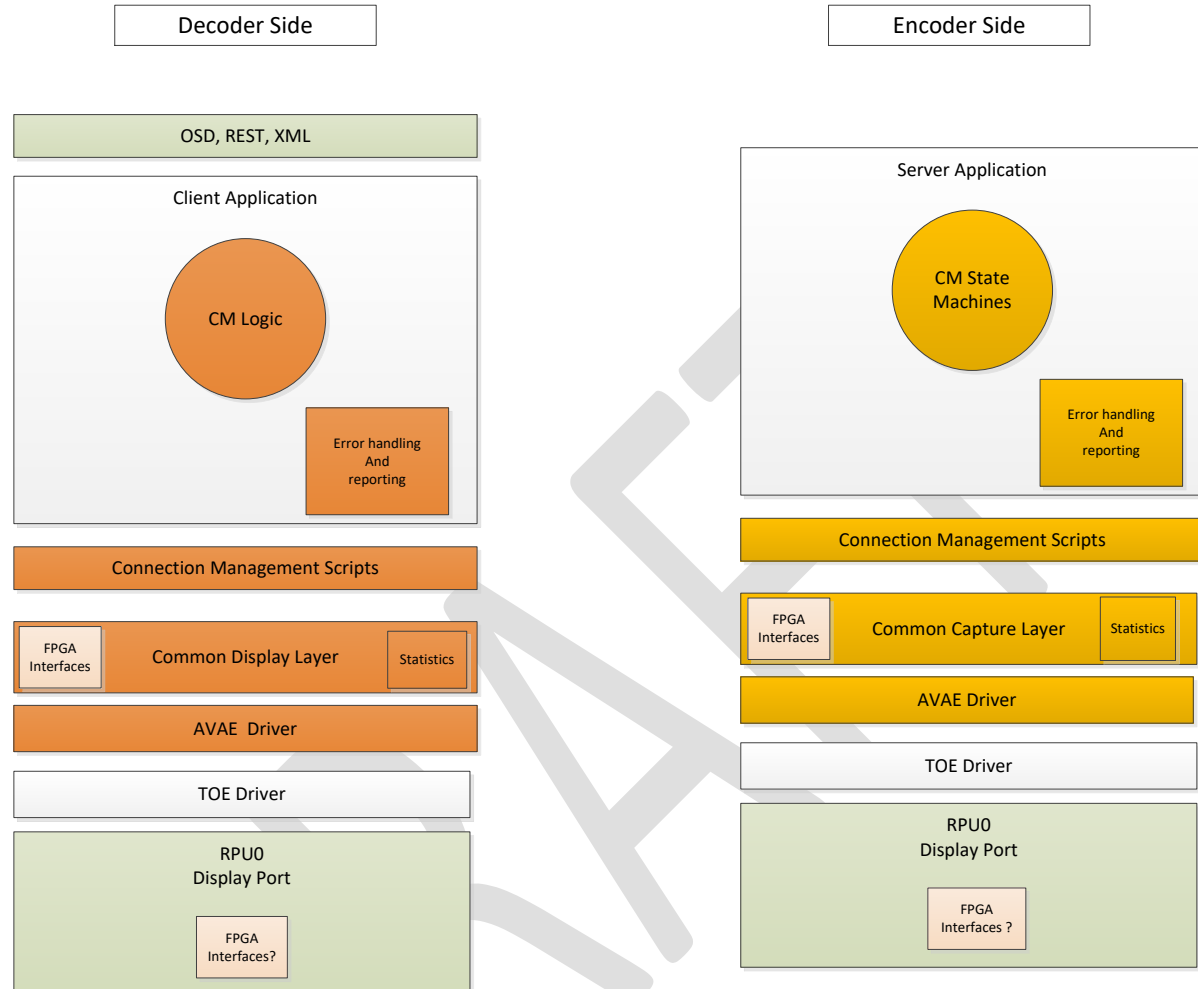 Decoder Side
OSD, REST, XML
Client Application
CM Logic
Error handling
And
reporting
Connection Management Scripts
FPGA
Interfaces
Common Display Layer
Statistics
AVAE  Driver
TOE Driver
RPU0
Display Port
FPGA
Interfaces?
Encoder Side
Server Application
CM State
Machines
Error handling
And
reporting
Connection Management Scripts
FPGA
Interfaces
Common Capture Layer
Statistics
AVAE Driver
TOE Driver
RPU0
Display Port
FPGA
Interfaces ?
DRAFT